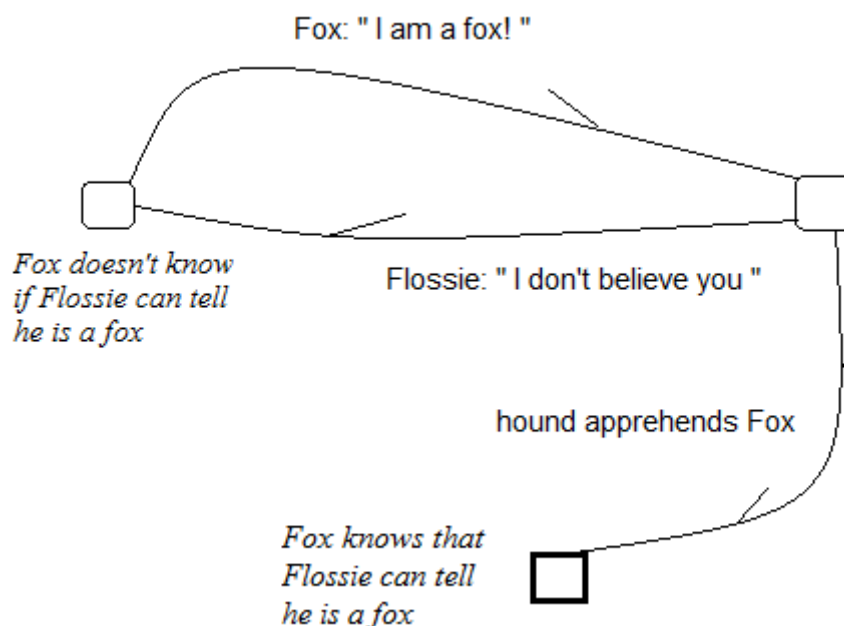 Fox: " I am a fox! "
Fox doesn't know
if Flossie can tell
he is a fox
Flossie: " I don't believe you "
hound apprehends Fox
Fox knows that
Flossie can tell
he is a fox